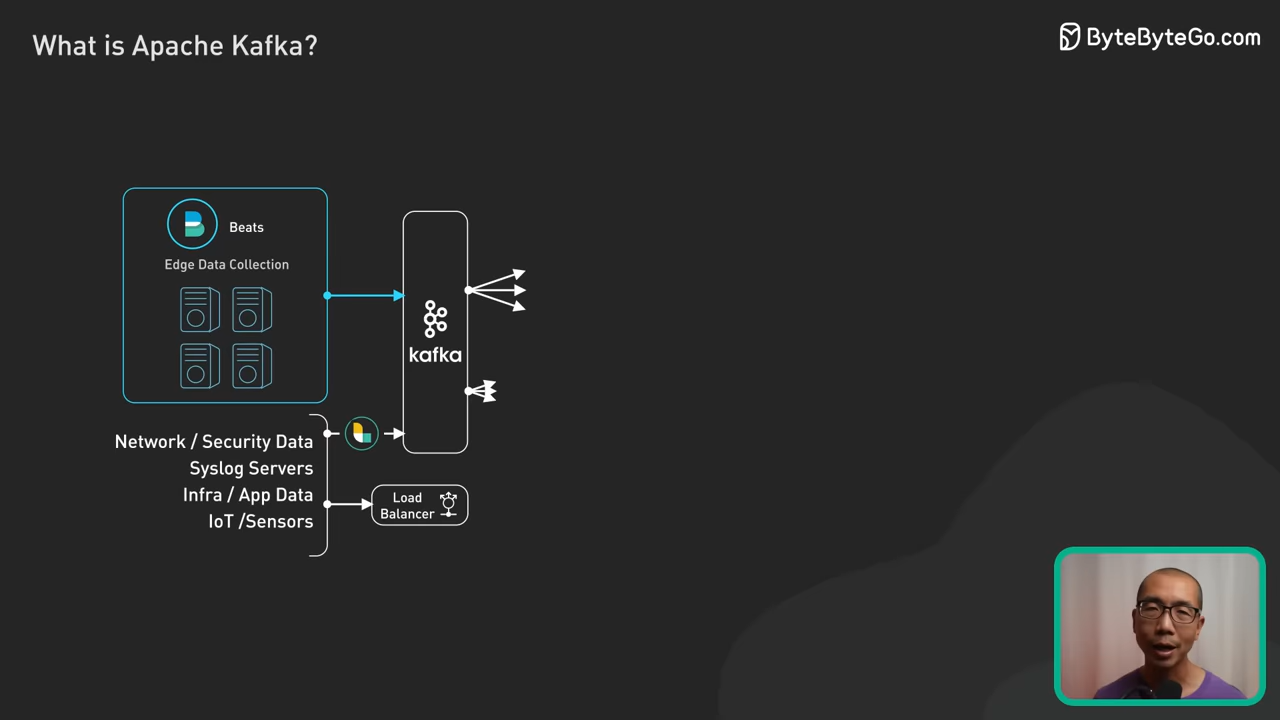 What is Apache Kafka?
ByteByteGo.com
Beats
Edge Data Collection
kafka
Network / Security Data
Syslog Servers
Infra / App Data
IoT /Sensors
Load
Balancer